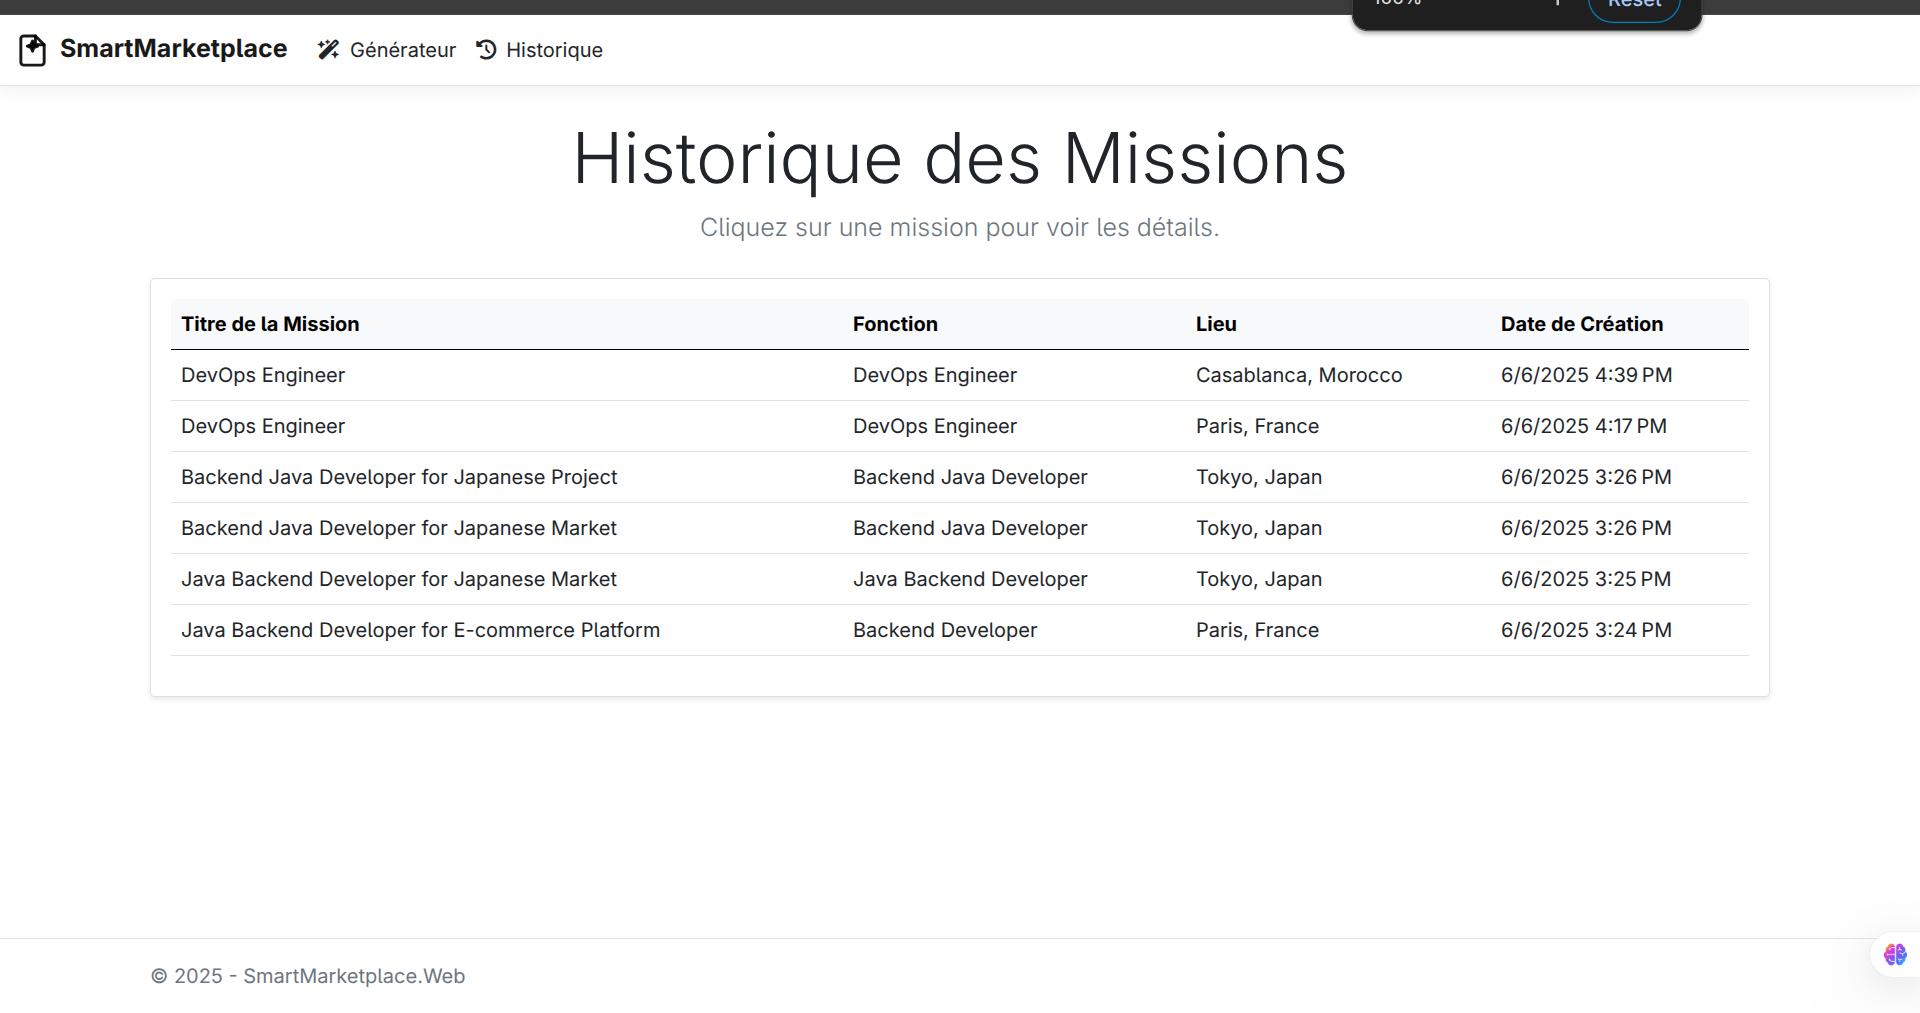 Reset
SmartMarketplace Générateur Historique
Historique des Missions
Cliquez sur une mission pour voir les détails.
Titre de la Mission Fonction Lieu Date de Création
DevOps Engineer DevOps Engineer Casablanca, Morocco 6/6/2025 4:39 PM
DevOps Engineer DevOps Engineer Paris, France 6/6/2025 4:17 PM
Backend Java Developer for Japanese Project Backend Java Developer Tokyo, Japan 6/6/2025 3:26 PM
Backend Java Developer for Japanese Market Backend Java Developer Tokyo, Japan 6/6/2025 3:26 PM
Java Backend Developer for Japanese Market Java Backend Developer Tokyo, Japan 6/6/2025 3:25 PM
Java Backend Developer for E-commerce Platform Backend Developer Paris, France 6/6/2025 3:24 PM
© 2025 - SmartMarketplace.Web